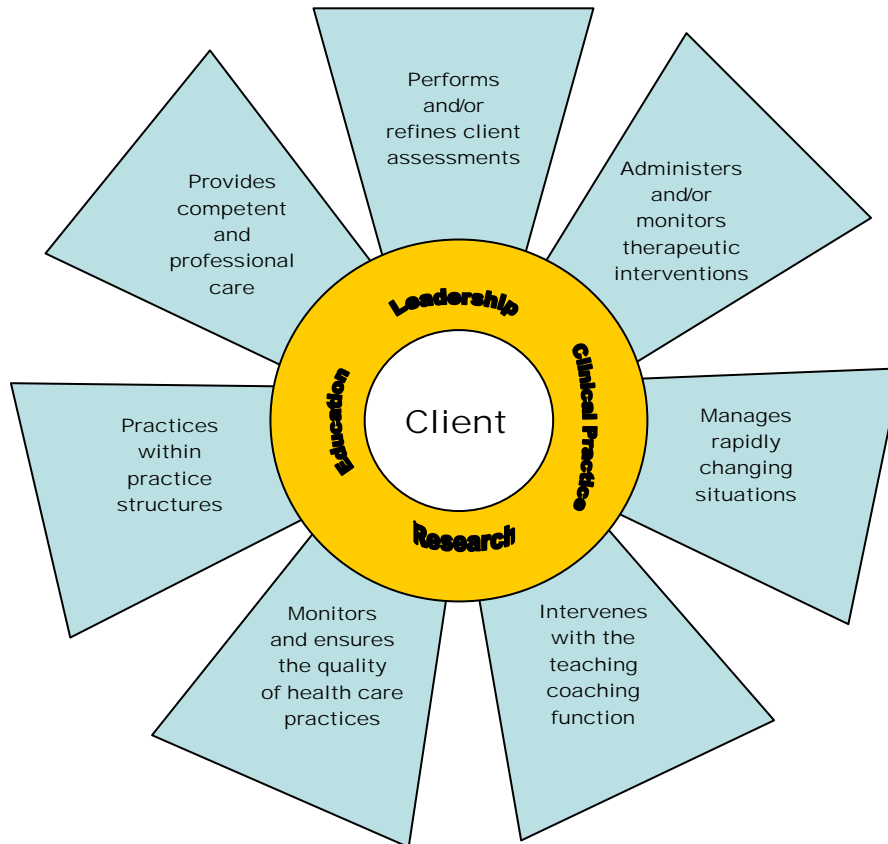 Performs
and/or
refines client
assessments
Administers
and/or
monitors
therapeutic
interventions
Manages
rapidly
changing
situations
Intervenes
with the
teaching
coaching
function
Monitors
and ensures
the quality
of health care
practices
Practices
within
practice
structures
Provides
competent
and
professional
care
Leadership
Clinical Practice
Research
Education
Client